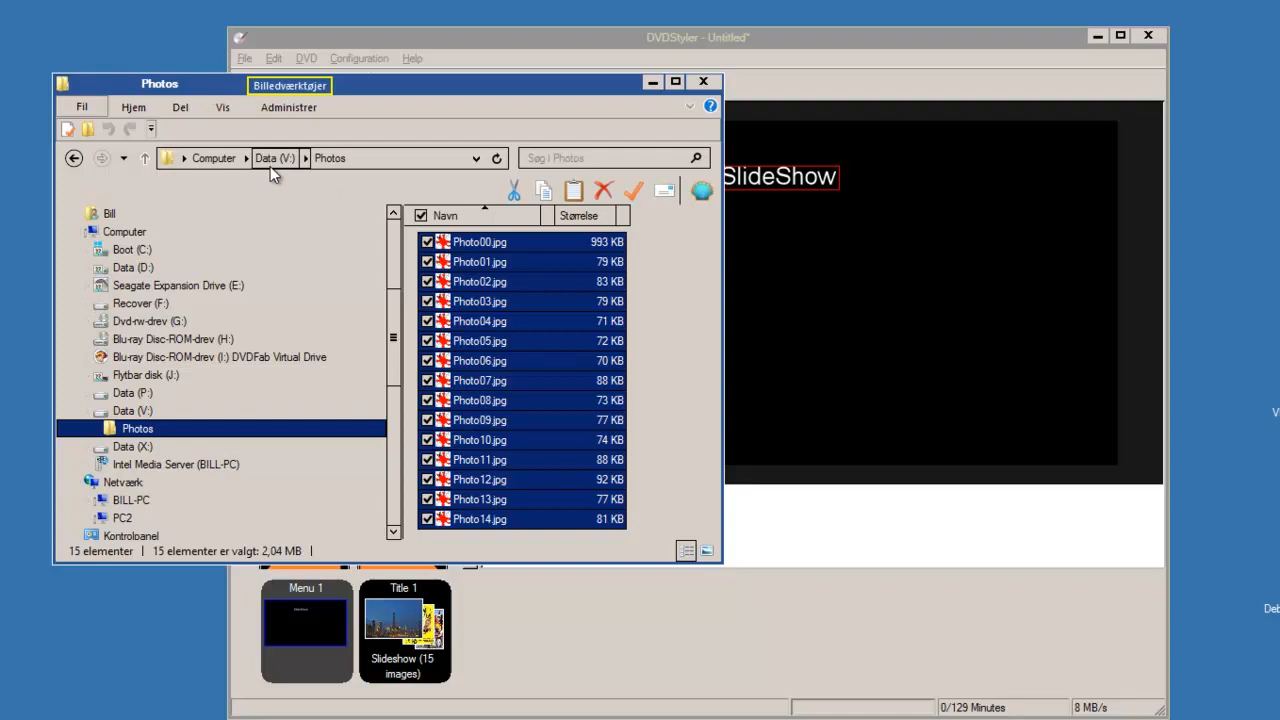 DVDStyler - Untitled*
File Edit DVD Configuration Help
Photos
Billedværktøjer
Fil Hjem Del Vis Administrer
Computer Data (V:) Photos
Søg i Photos
SlideShow
Navn Størrelse
Bill
Computer
Boot (C:)
Data (D:)
Seagate Expansion Drive (E:)
Recover (F:)
Dvd-rw-drev (G:)
Blu-ray Disc-ROM-drev (H:)
Blu-ray Disc-ROM-drev (I:) DVDFab Virtual Drive
Flytbar disk (J:)
Data (P:)
Data (V:)
Photos
Data (X:)
Intel Media Server (BILL-PC)
Netværk
BILL-PC
PC2
Kontrolpanel
Photo00.jpg 993 KB
Photo01.jpg 79 KB
Photo02.jpg 83 KB
Photo03.jpg 79 KB
Photo04.jpg 71 KB
Photo05.jpg 72 KB
Photo06.jpg 70 KB
Photo07.jpg 88 KB
Photo08.jpg 73 KB
Photo09.jpg 77 KB
Photo10.jpg 74 KB
Photo11.jpg 88 KB
Photo12.jpg 92 KB
Photo13.jpg 77 KB
Photo14.jpg 81 KB
15 elementer 15 elementer er valgt: 2,04 MB
Menu 1
Title 1
Slideshow (15
images)
Deb
0/129 Minutes
8 MB/s